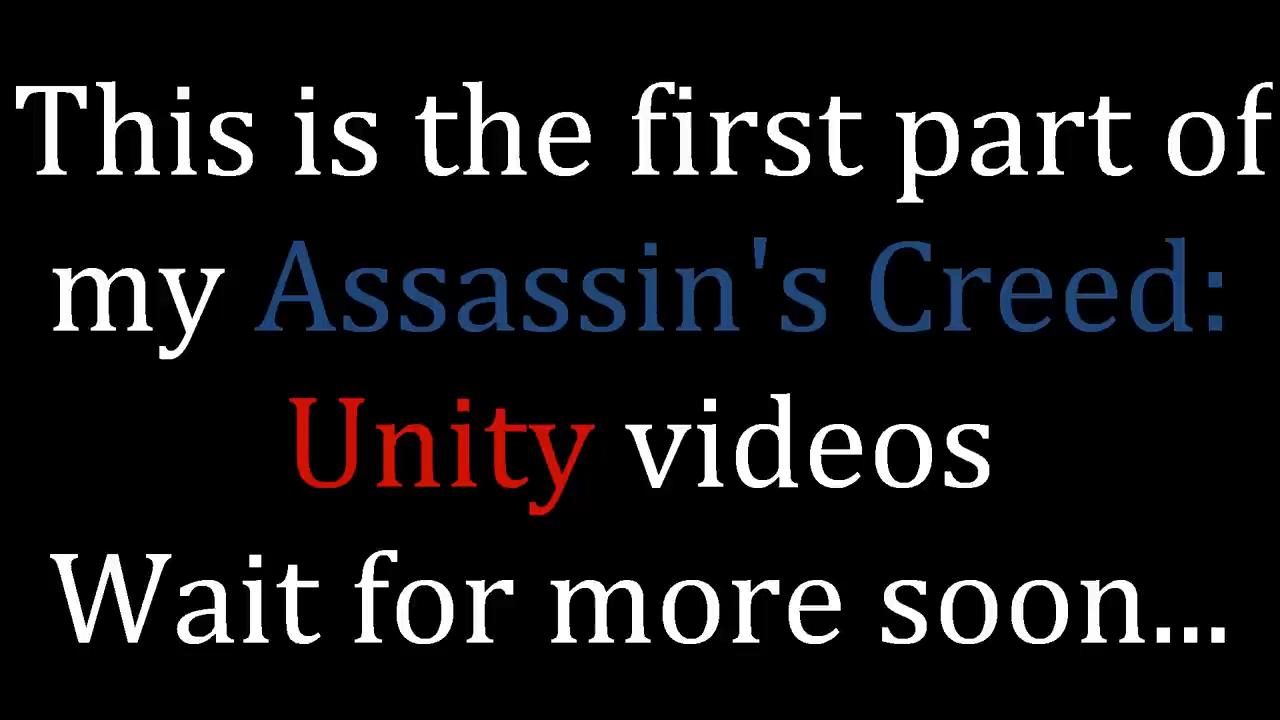 This is the first part of
my Assassin's Creed:
Unity videos
Wait for more soon...